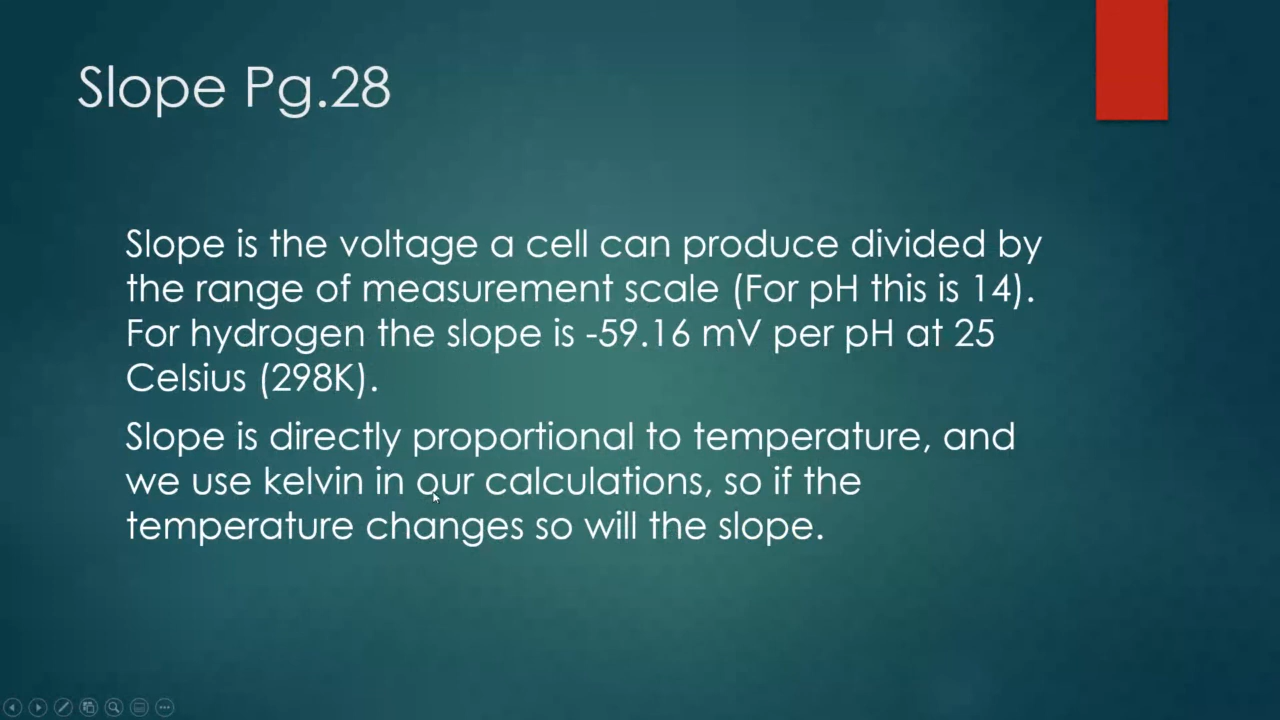 Slope Pg.28
Slope is the voltage a cell can produce divided by
the range of measurement scale (For pH this is 14).
For hydrogen the slope is -59.16 mV per pH at 25
Celsius (298K).
Slope is directly proportional to temperature, and
we use kelvin in our calculations, so if the
temperature changes so will the slope.